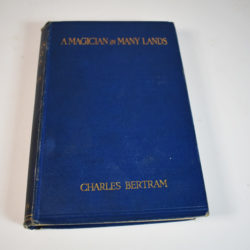 A MAGICIAN IN MANY LANDS
CHARLES BERTRAM